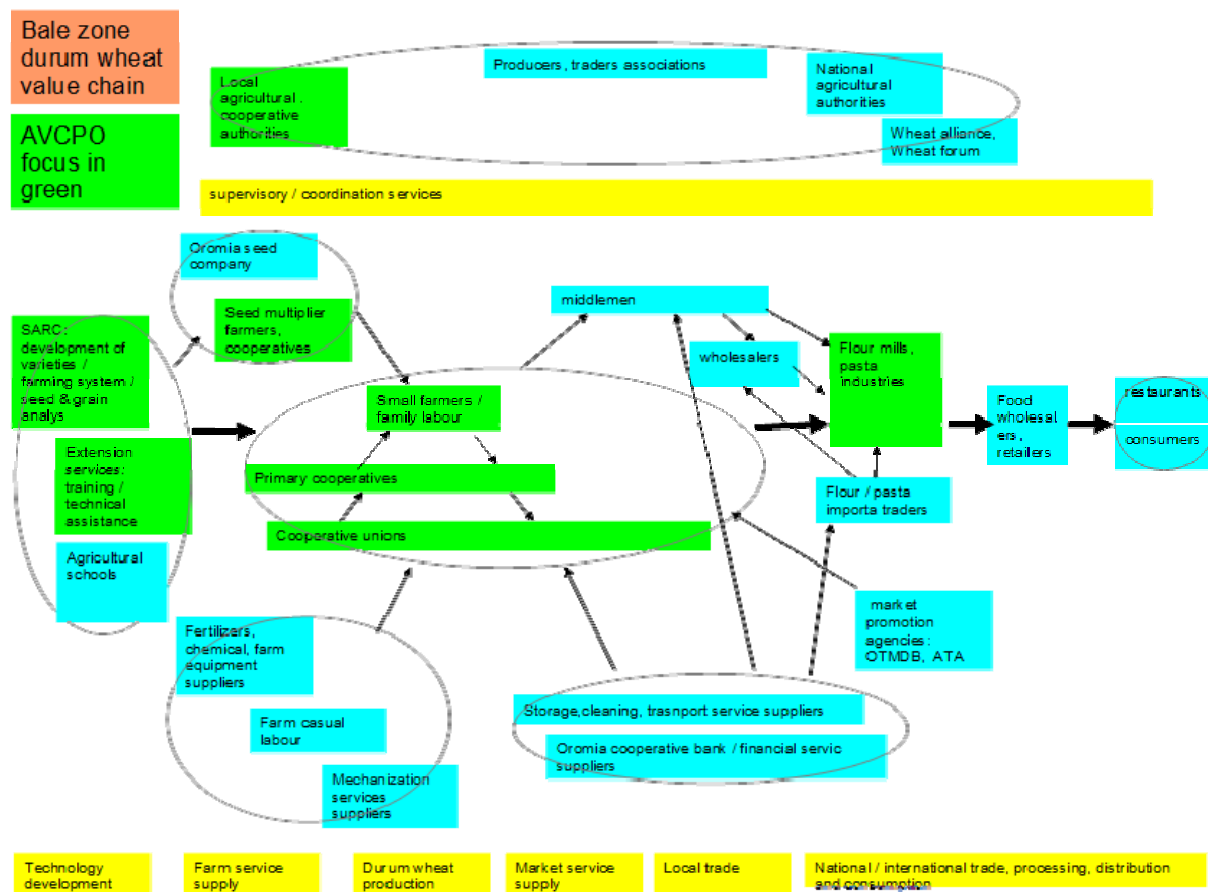 Bale zone
durum wheat
value chain
AVCPO
focus in
green
Local
agricultural .
cooperative
authorities
Producers, traders associations
National
agricultural
authorities
Wheat alliance,
Wheat forum
supervisory / coordination services
Oromia seed
company
Seed multiplier
farmers,
cooperatives
SARC:
development of
varieties /
farming system /
seed & grain
analys
Extension
services:
training /
technical
assistance
Agricultural
schools
middlemen
wholesalers
Flour mills,
pasta
industries
Small farmers /
family labour
Primary cooperatives
Cooperative unions
Food
wholesal
ers,
retailers
restaurants
consumers
Flour / pasta
importa traders
market
promotion
agencies:
OTMDB, ATA
Fertilizers,
chemical, farm
equipment
suppliers
Farm casual
labour
Mechanization
services
suppliers
Storage,cleaning, trasnport service suppliers
Oromia cooperative bank / financial servic
suppliers
Technology
development
Farm service
supply
Durum wheat
production
Market service
supply
Local trade
National / international trade, processing, distribution
and consumption